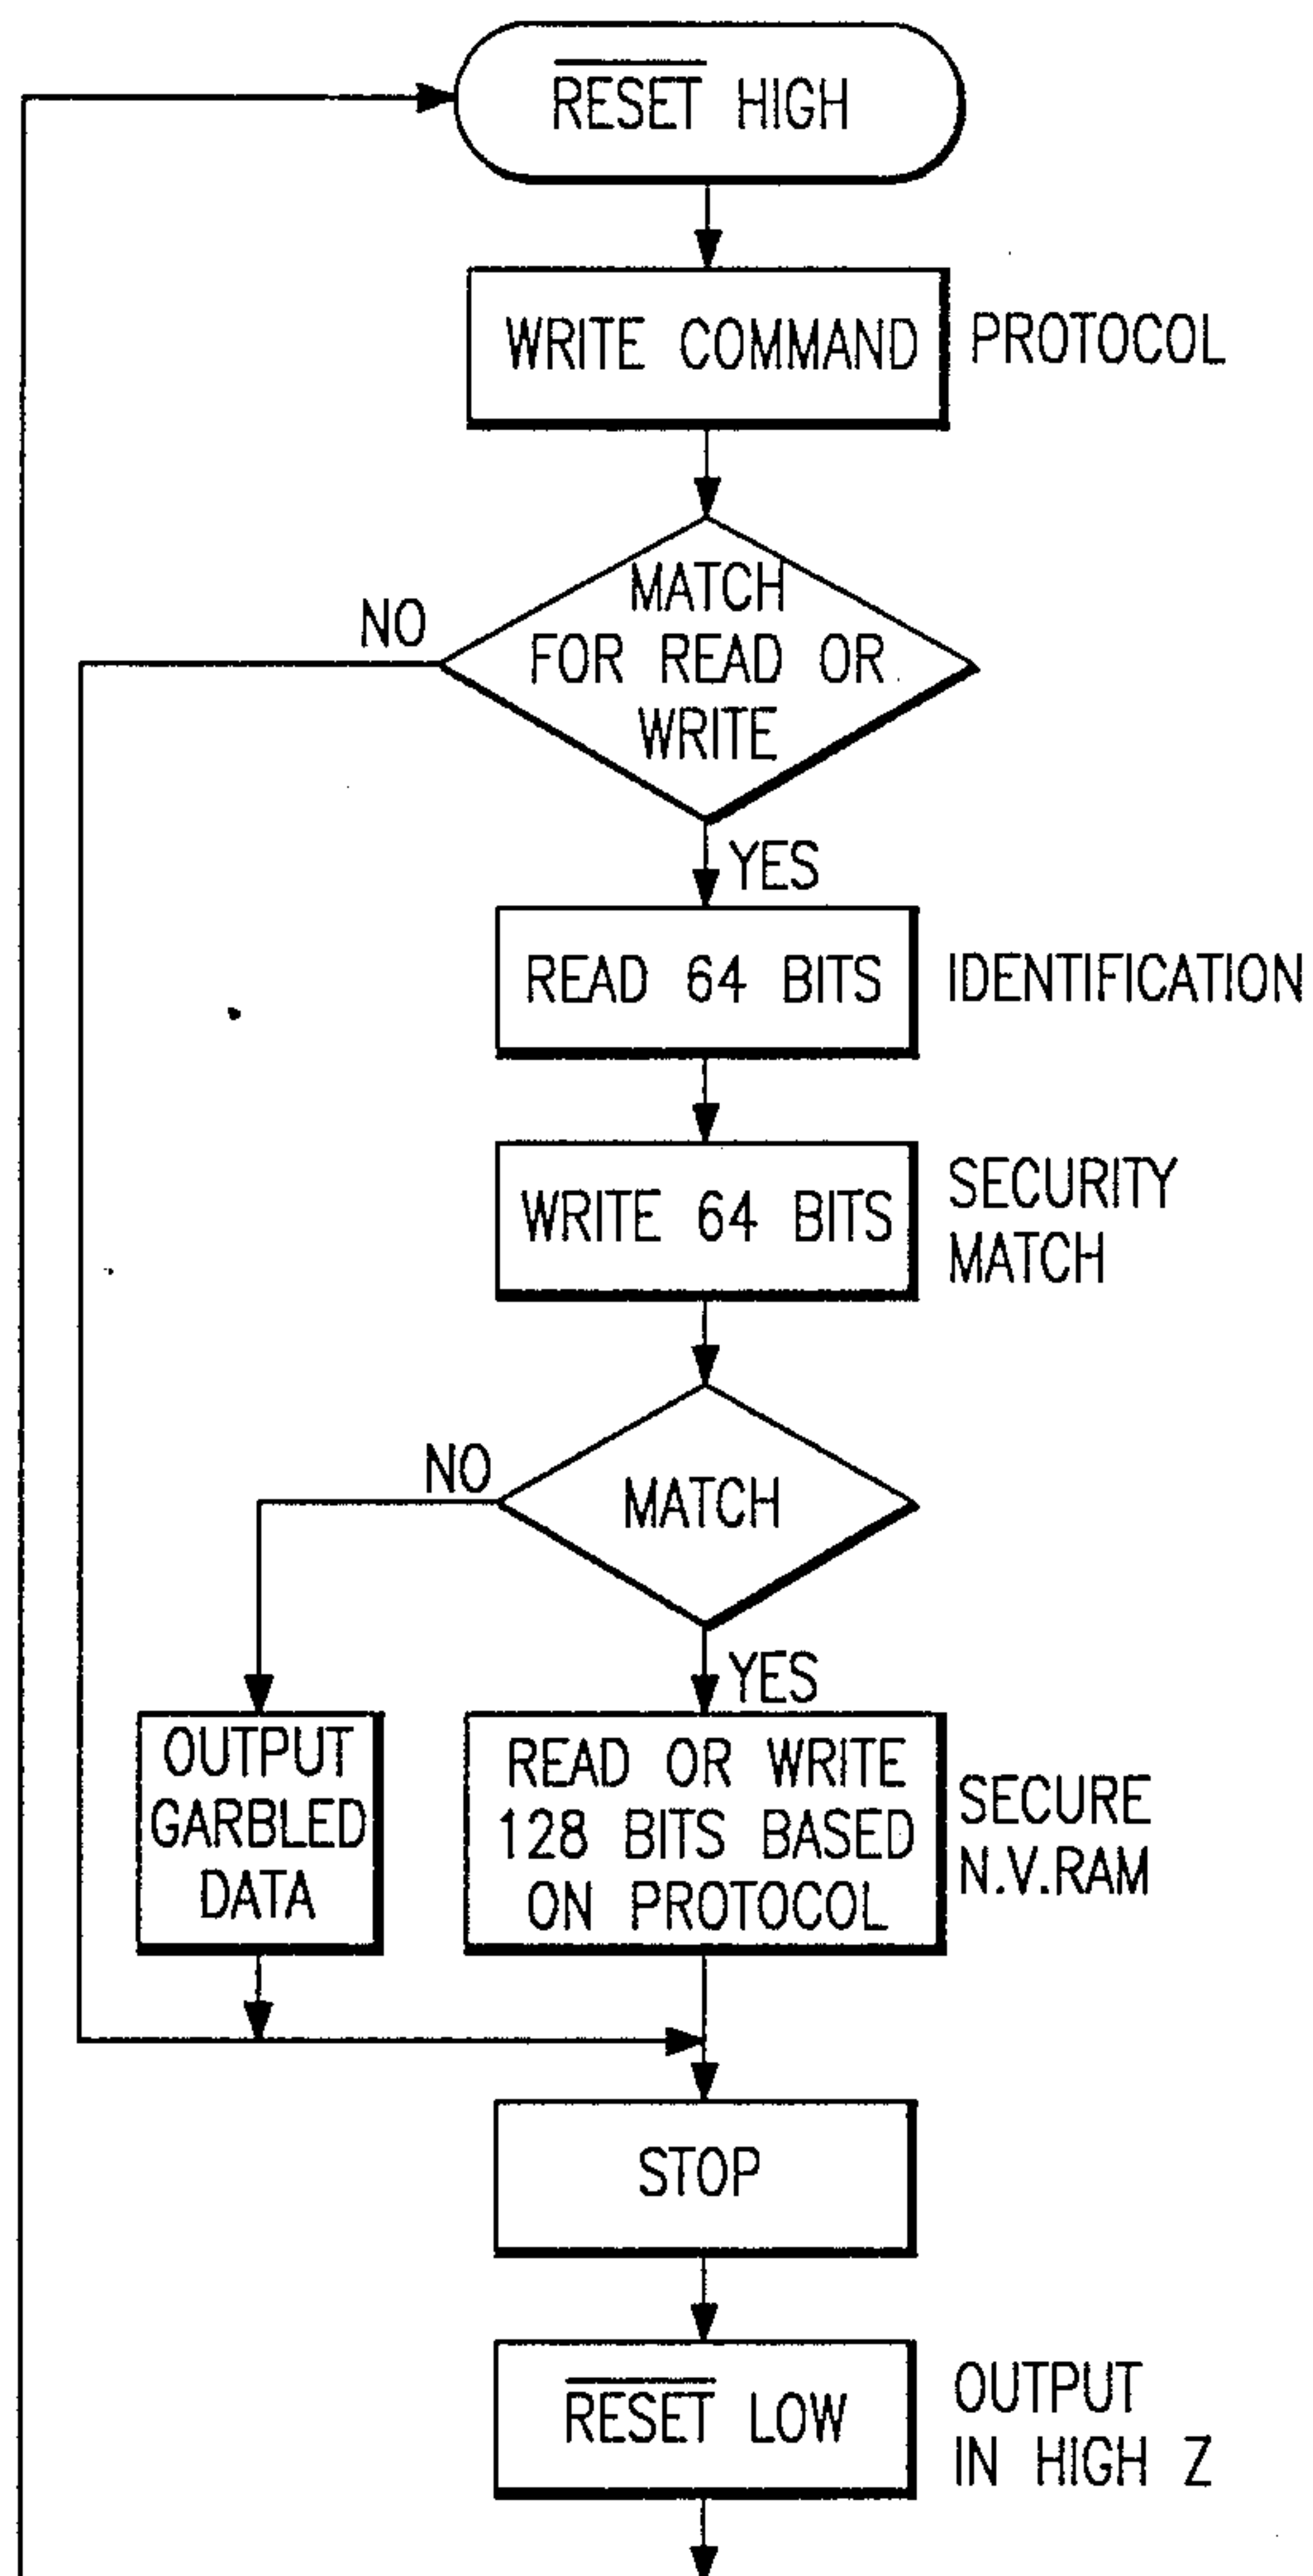 RESET HIGH
WRITE COMMAND
PROTOCOL
MATCH
FOR READ OR
WRITE
NO
YES
READ 64 BITS
IDENTIFICATION
WRITE 64 BITS
SECURITY
MATCH
MATCH
NO
YES
OUTPUT
GARBLED
DATA
READ OR WRITE
128 BITS BASED
ON PROTOCOL
SECURE
N.V.RAM
STOP
RESET LOW
OUTPUT
IN HIGH Z